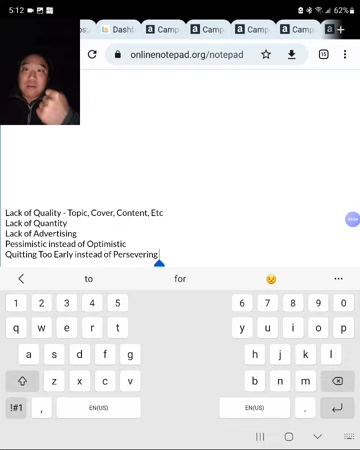 5:12
62%
Dashb
Camp
Camp
Camp
Camp
onlinenotepad.org/notepad
15
Lack of Quality - Topic, Cover, Content, Etc
Lack of Quantity
Lack of Advertising
Pessimistic instead of Optimistic
Quitting Too Early instead of Persevering
to for
1 2 3 4 5 6 7 8 9 0
q w e r t y u i o p
a s d f g h j k l
z x c v b n m
!#1 , EN(US) EN(US) .